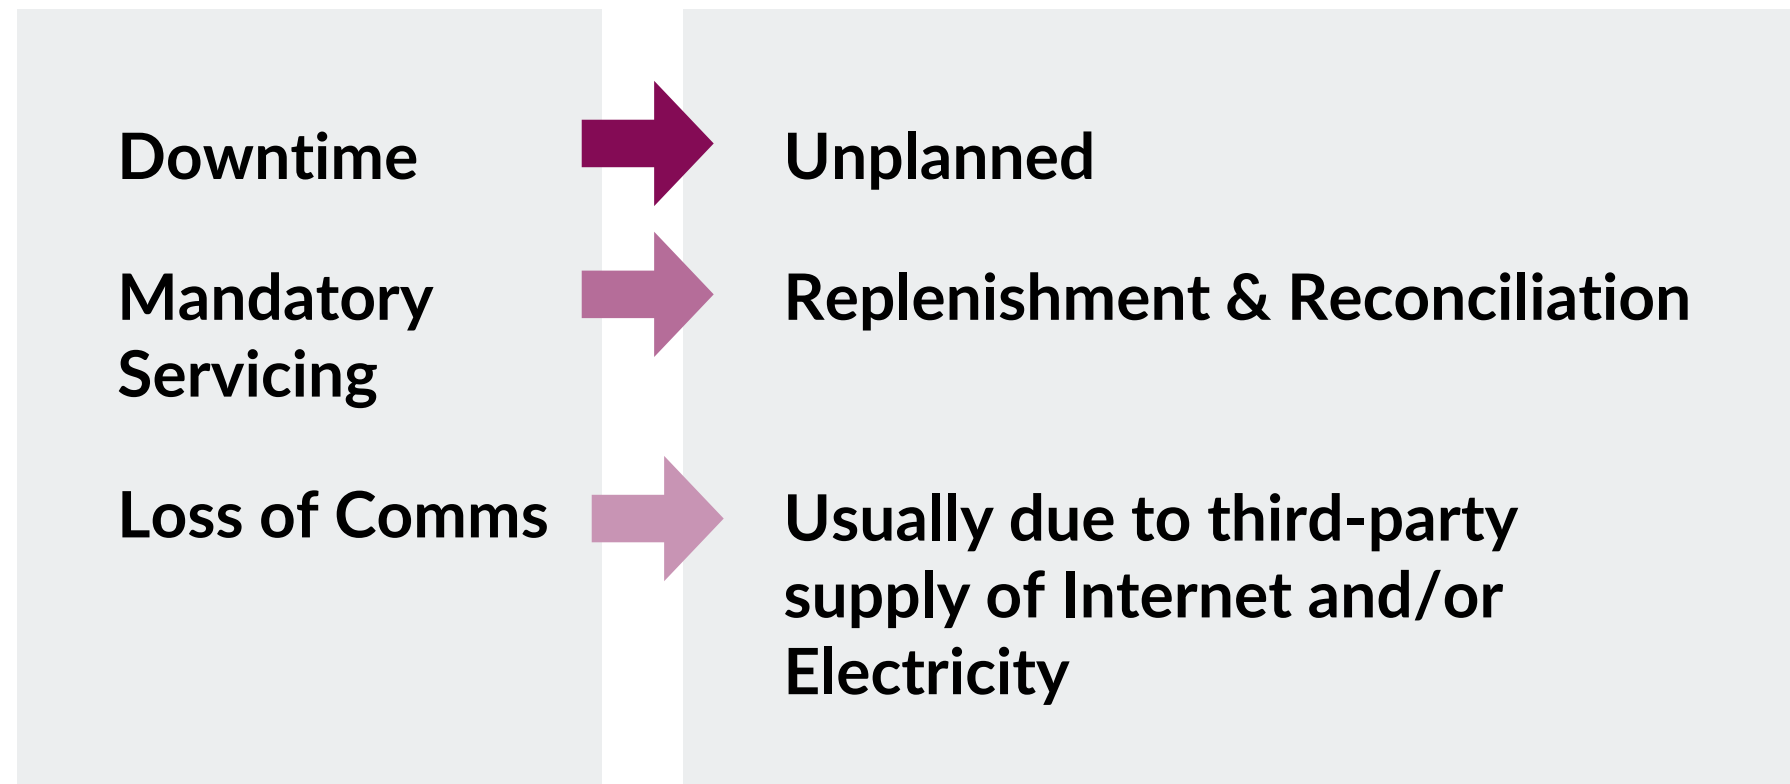 Downtime
Unplanned
Mandatory
Servicing
Replenishment & Reconciliation
Loss of Comms
Usually due to third-party
supply of Internet and/or
Electricity